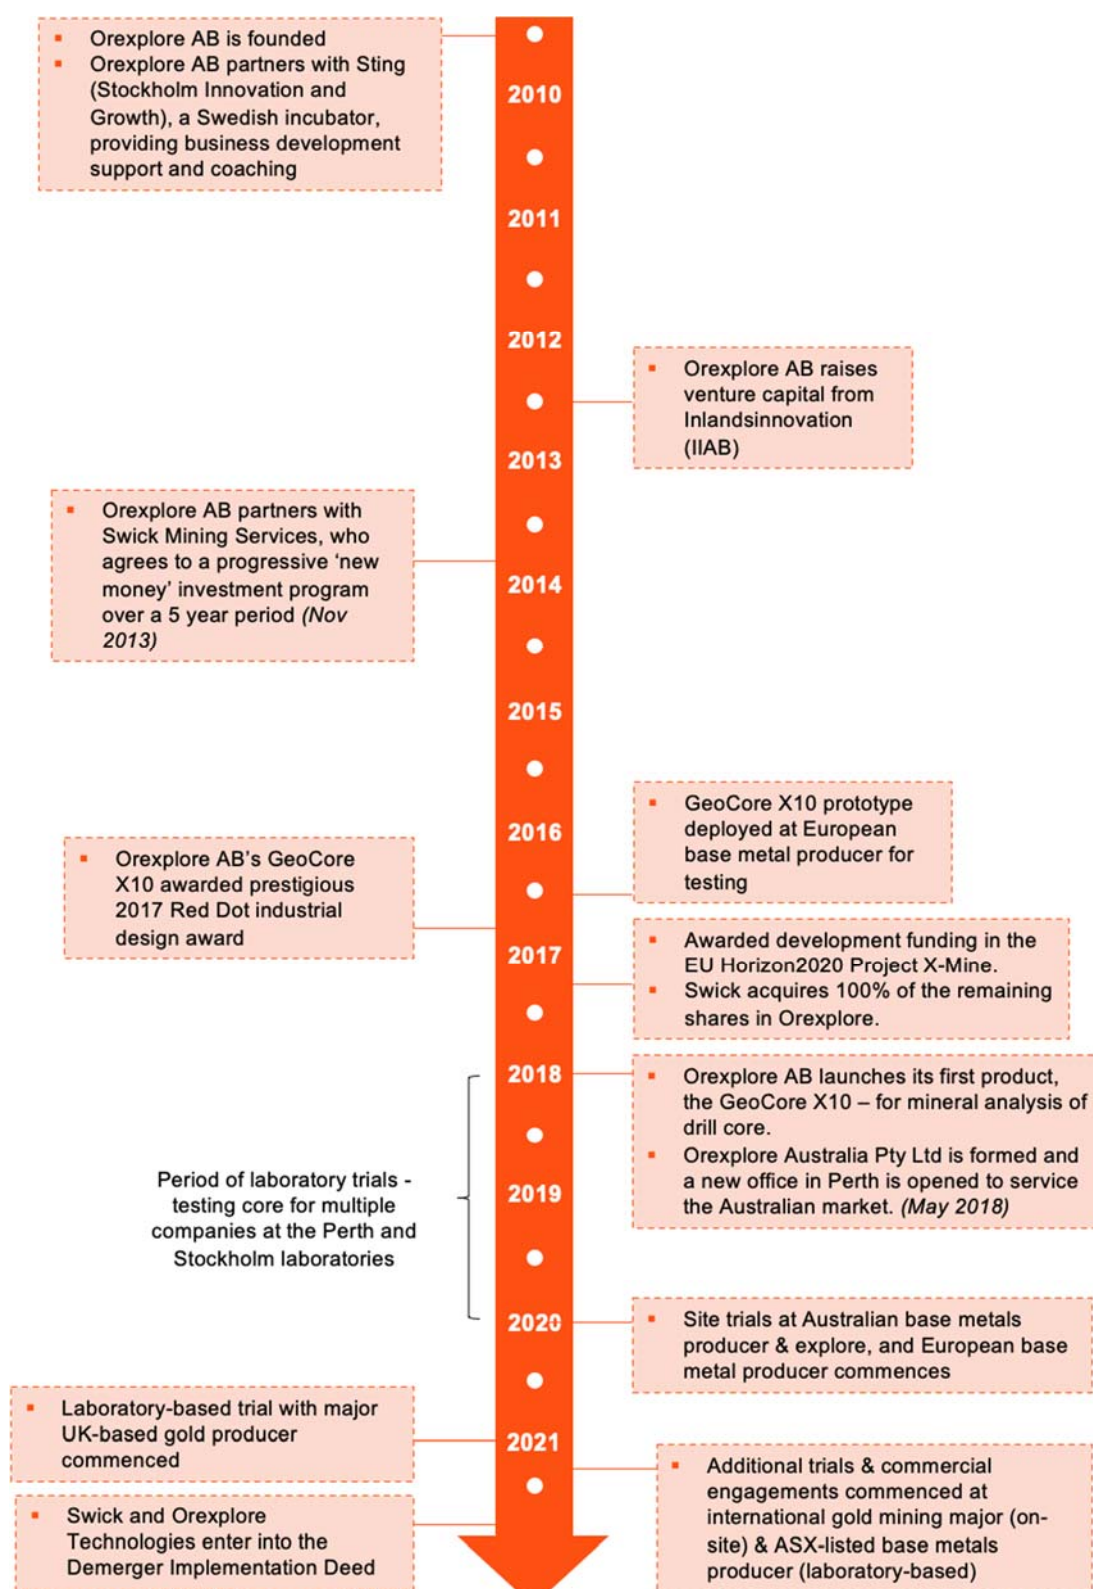 ▪ Orexplore AB is founded
▪ Orexplore AB partners with Sting
(Stockholm Innovation and
Growth), a Swedish incubator,
providing business development
support and coaching
2010
2011
2012
▪ Orexplore AB raises
venture capital from
Inlandsinnovation
(IIAB)
2013
▪ Orexplore AB partners with
Swick Mining Services, who
agrees to a progressive ‘new
money’ investment program
over a 5 year period (Nov
2013)
2014
2015
▪ GeoCore X10 prototype
deployed at European
base metal producer for
testing
2016
▪ Orexplore AB’s GeoCore
X10 awarded prestigious
2017 Red Dot industrial
design award
2017
▪ Awarded development funding in the
EU Horizon2020 Project X-Mine.
▪ Swick acquires 100% of the remaining
shares in Orexplore.
2018
▪ Orexplore AB launches its first product,
the GeoCore X10 – for mineral analysis of
drill core.
▪ Orexplore Australia Pty Ltd is formed and
a new office in Perth is opened to service
the Australian market. (May 2018)
Period of laboratory trials -
testing core for multiple
companies at the Perth and
Stockholm laboratories
2019
2020
▪ Site trials at Australian base metals
producer & explore, and European base
metal producer commences
▪ Laboratory-based trial with major
UK-based gold producer
commenced
2021
▪ Additional trials & commercial
engagements commenced at
international gold mining major (on-
site) & ASX-listed base metals
producer (laboratory-based)
▪ Swick and Orexplore
Technologies enter into the
Demerger Implementation Deed